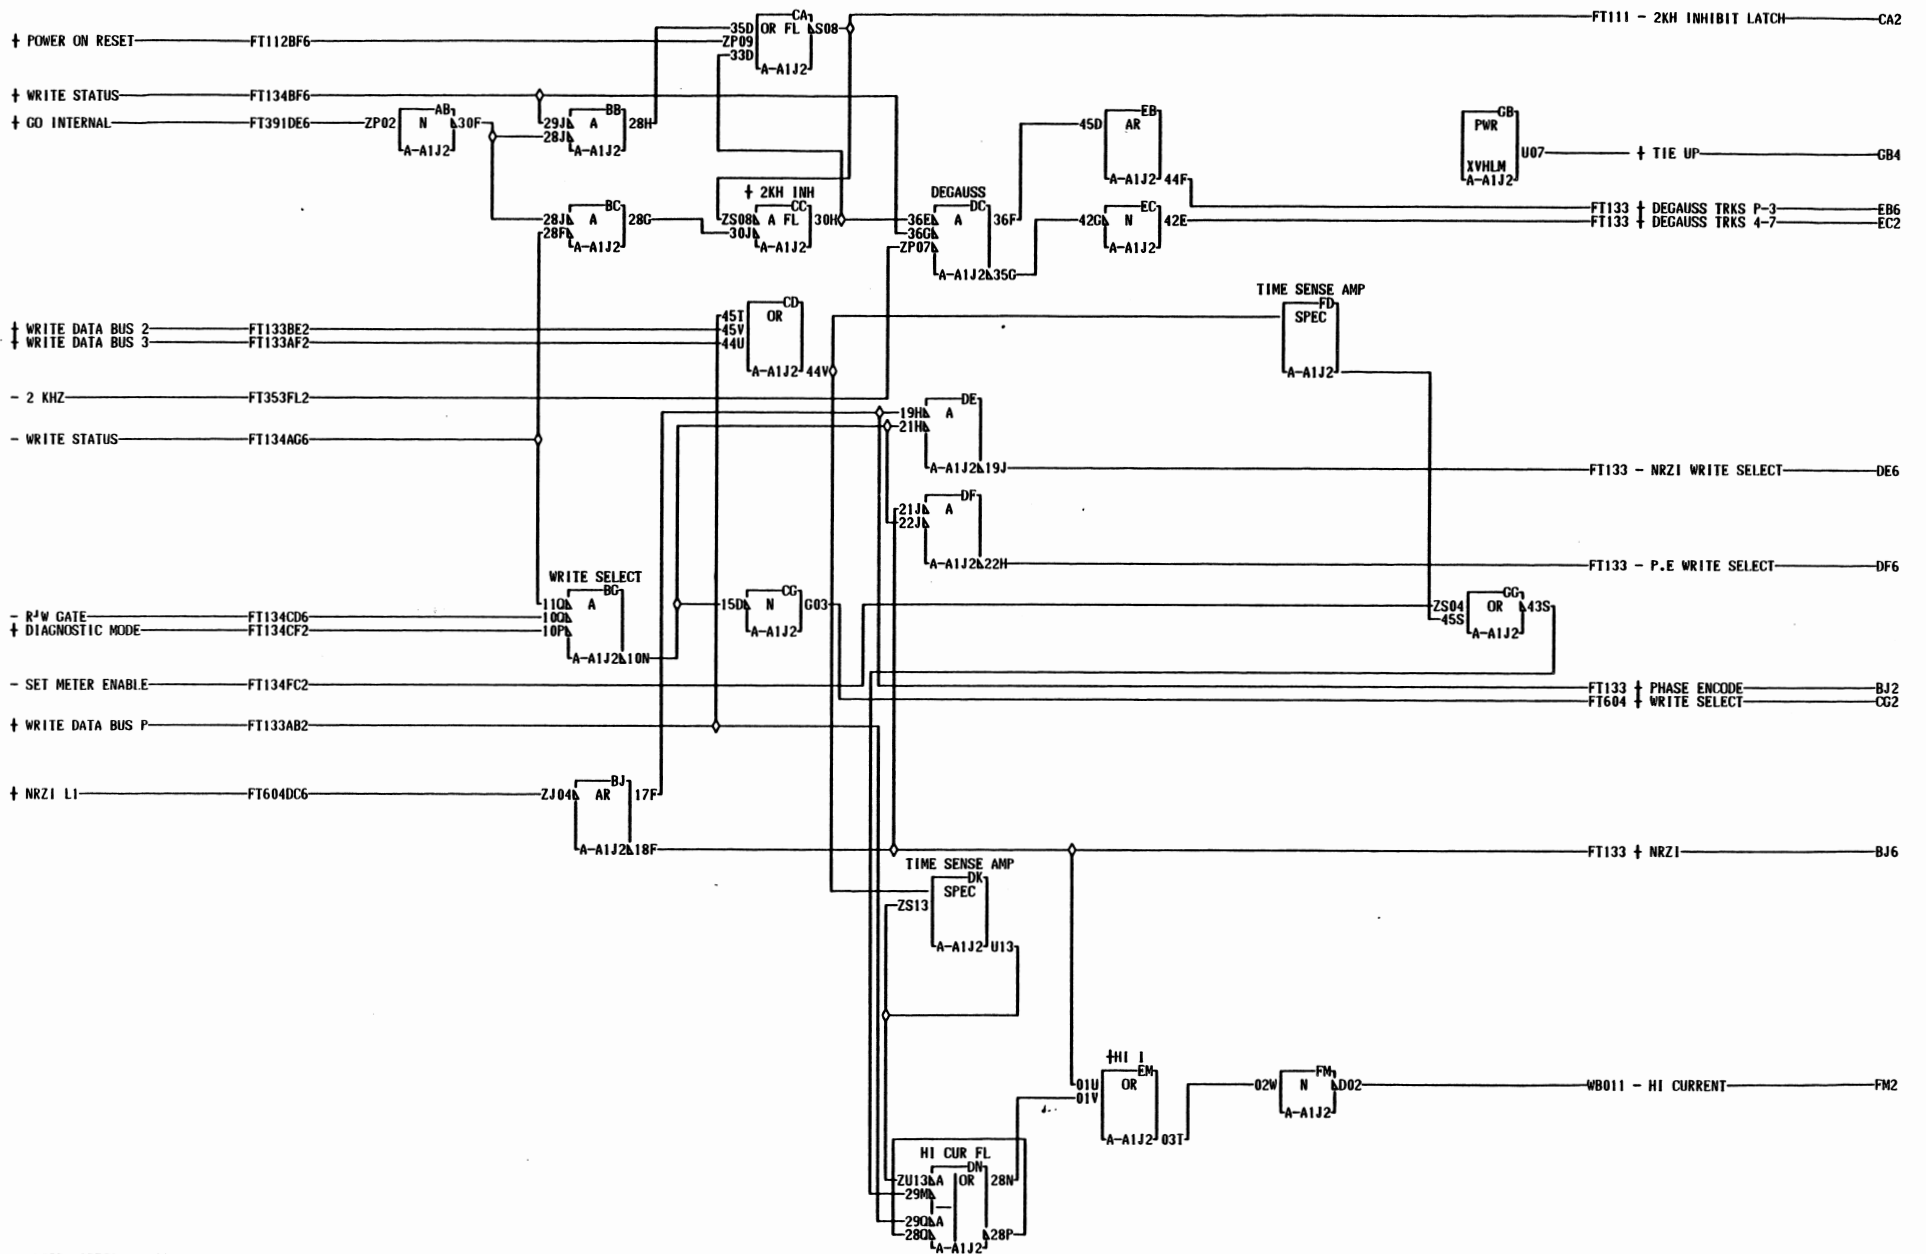 CA
35D OR FL S08
FT111 - 2KH INHIBIT LATCH CA2
+ POWER ON RESET FT112BF6 ZP09
33D
A-A1J2
+ WRITE STATUS FT134BF6
AB BB EB GB
+ GO INTERNAL FT391DE6 ZP02 N 30F 29J A 28H 45D AR PWR
28J
A-A1J2 A-A1J2 U07 + TIE UP GB4
XVHLM
A-A1J2 44F A-A1J2
+ 2KH INH DEGAUSS
BC CC DC EC FT133 + DEGAUSS TRKS P-3 EB6
28J A 28G ZS08 A FL 30H 36E A 36F 42G N 42E FT133 + DEGAUSS TRKS 4-7 EC2
28F 30J 36G
A-A1J2 A-A1J2 ZP07 A-A1J2
A-A1J2 35G
TIME SENSE AMP
CD FD
45T OR SPEC
+ WRITE DATA BUS 2 FT133BE2 45V
+ WRITE DATA BUS 3 FT133AF2 44U
A-A1J2 44V A-A1J2
- 2 KHZ FT353FL2
DE
19H A
21H
- WRITE STATUS FT134AG6
A-A1J2 19J FT133 - NRZI WRITE SELECT DE6
DF
21J A
22J
A-A1J2 22H FT133 - P.E WRITE SELECT DF6
WRITE SELECT
BG CG GG
11Q A 15D N G03 ZS04 OR 43S
- R/W GATE FT134CD6 10Q 45S
+ DIAGNOSTIC MODE FT134CF2 10P A-A1J2 A-A1J2
A-A1J2 10N
- SET METER ENABLE FT134FC2
FT133 + PHASE ENCODE BJ2
FT604 + WRITE SELECT CG2
+ WRITE DATA BUS P FT133AB2
BJ
+ NRZI L1 FT604DC6 ZJ04 AR 17F
A-A1J2 18F FT133 + NRZI BJ6
TIME SENSE AMP
DK
SPEC
ZS13
A-A1J2 U13
+HI I
EM FM
01U OR 02W N D02 WB011 - HI CURRENT FM2
01V
A-A1J2
A-A1J2 03T
HI CUR FL
DN
ZU13 A OR 28N
29M
29Q A
28Q 28P
A-A1J2